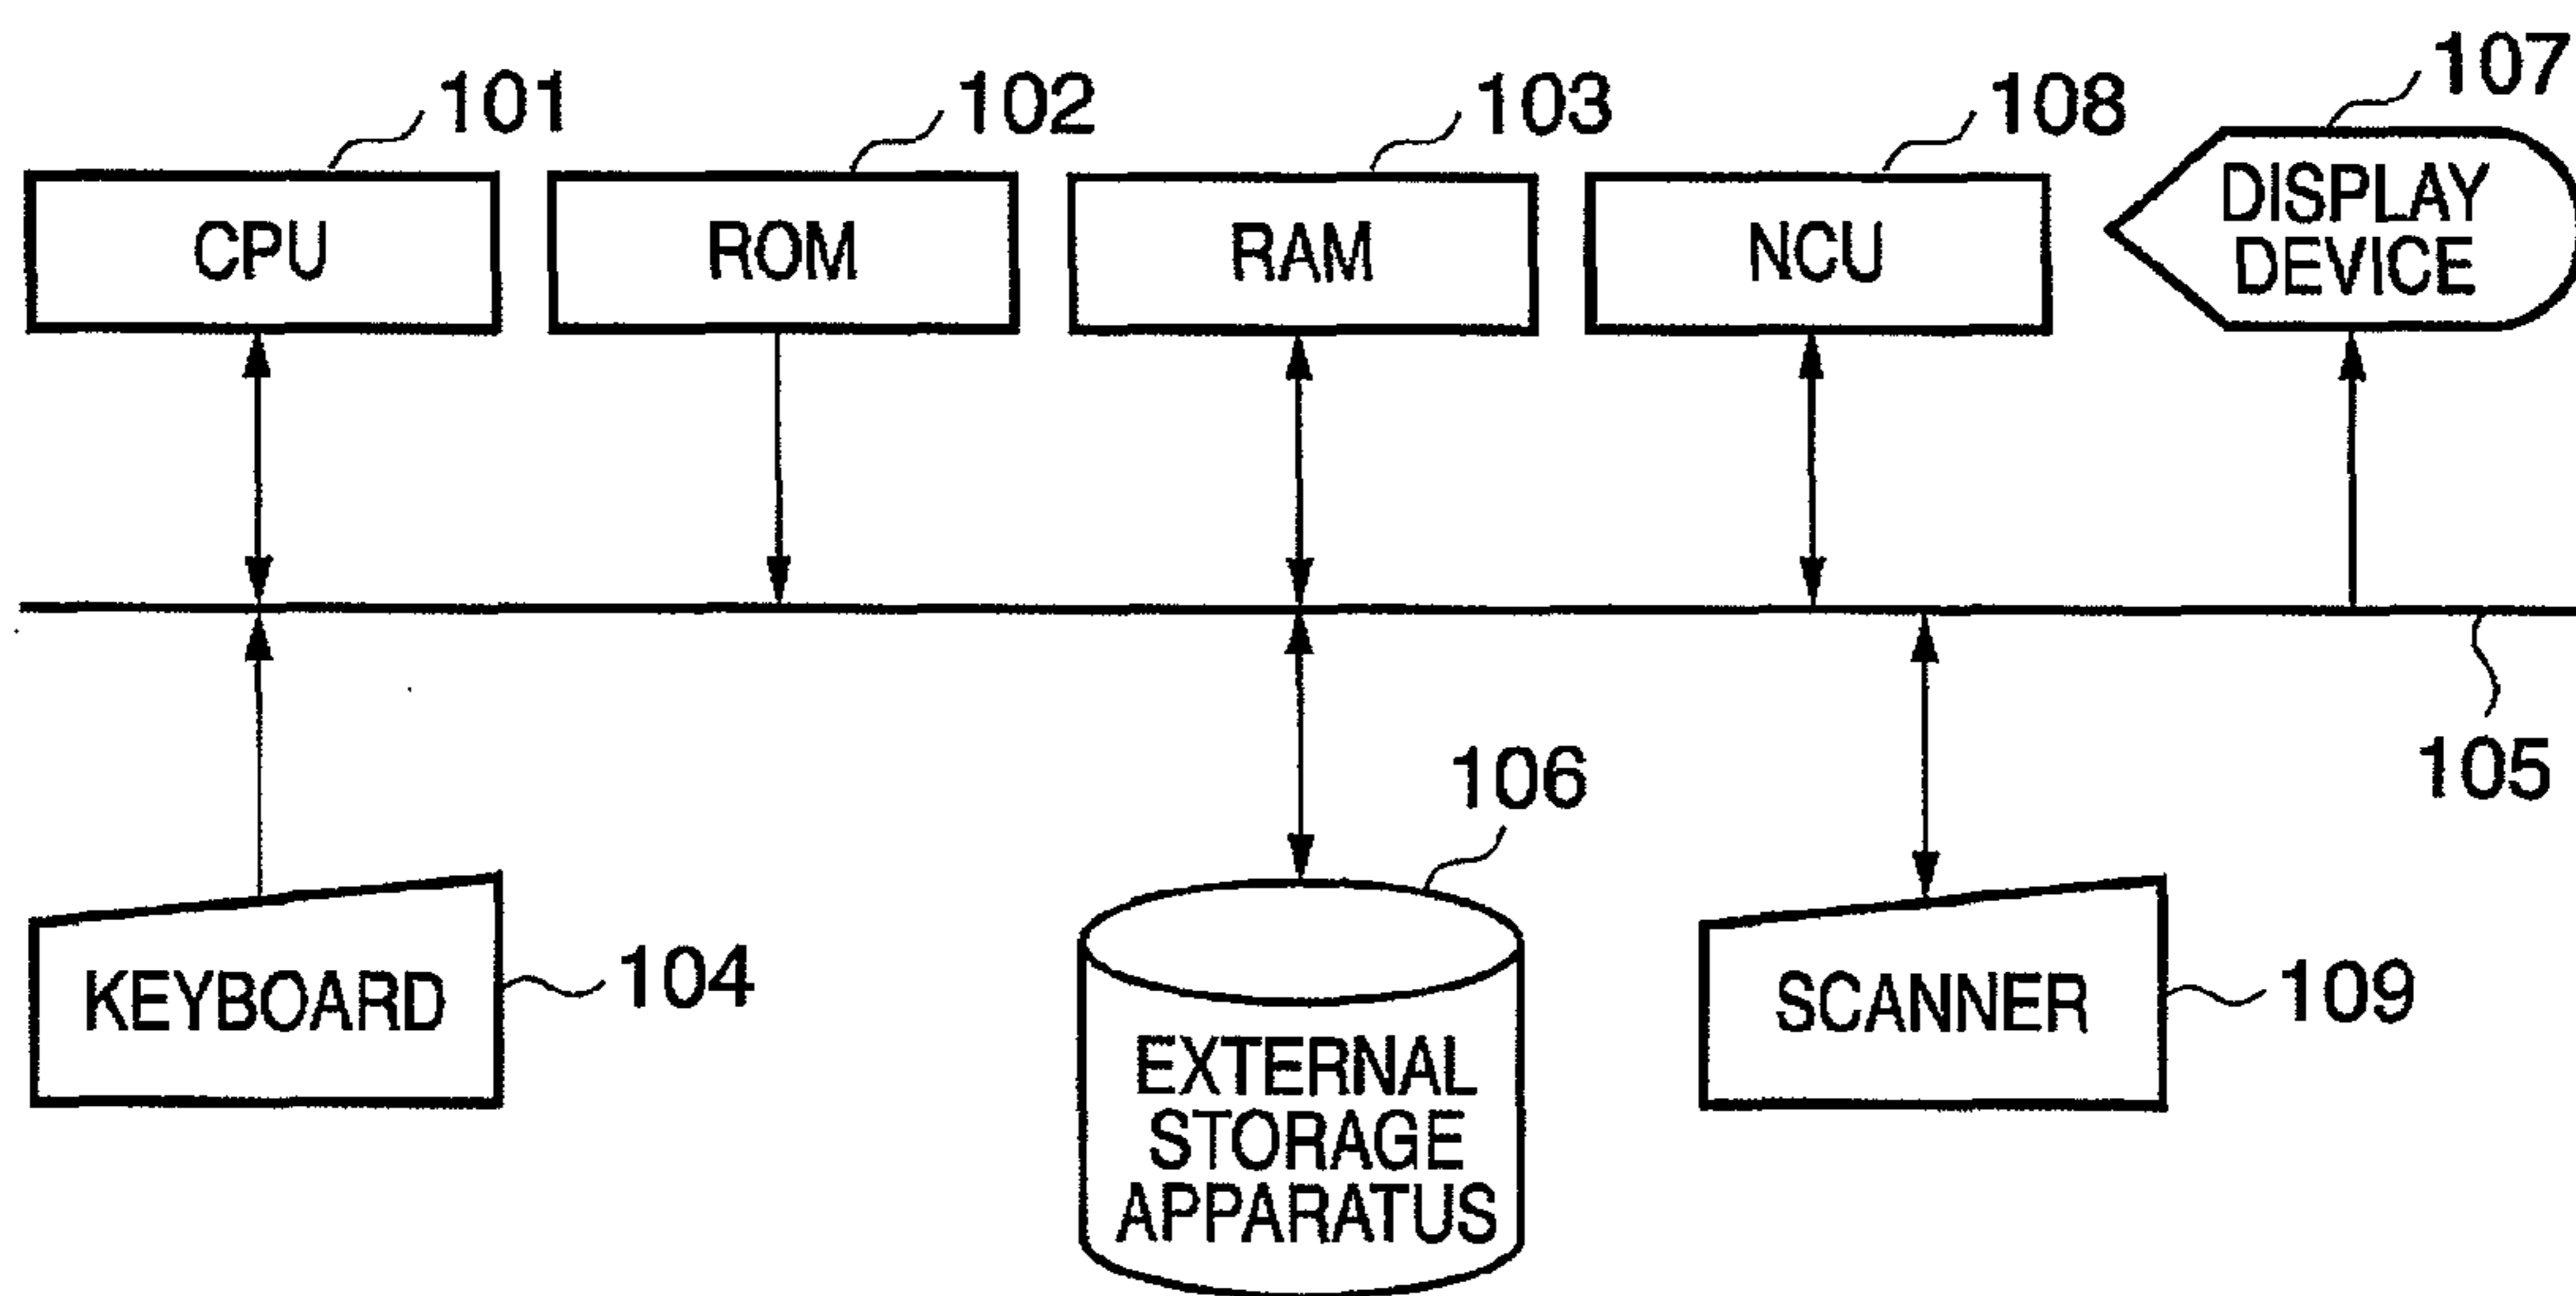 101
102
103
108
107
CPU
ROM
RAM
NCU
DISPLAY
DEVICE
105
106
KEYBOARD
104
EXTERNAL
STORAGE
APPARATUS
SCANNER
109